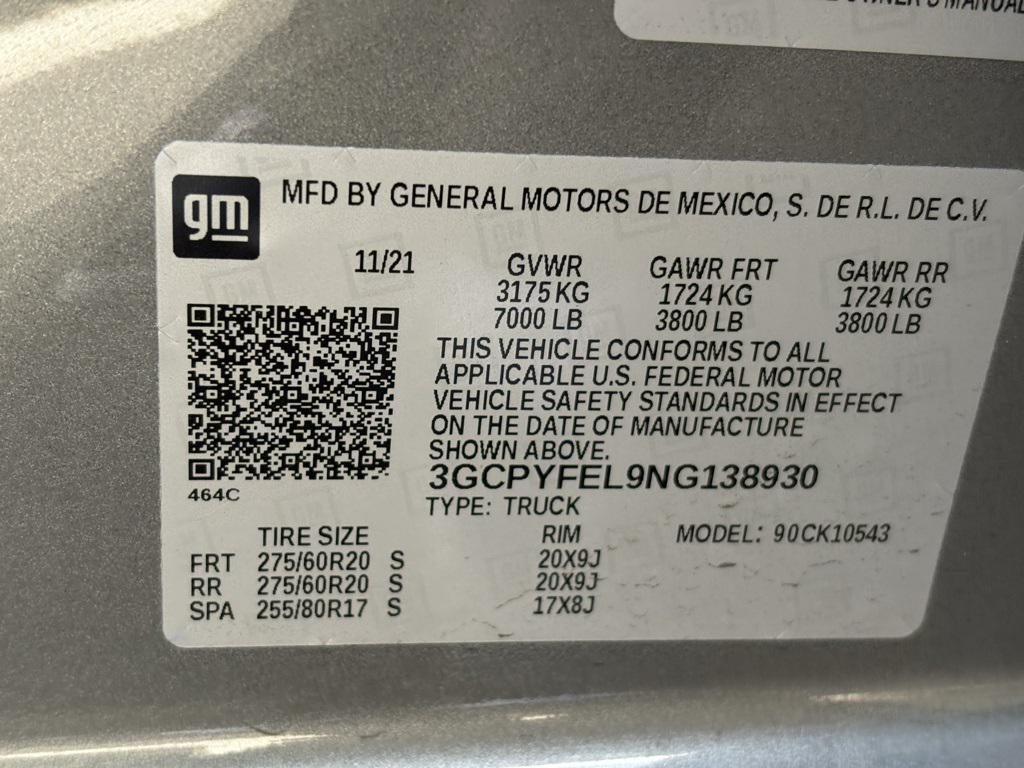 OWNER'S MANUAL
gm
MFD BY GENERAL MOTORS DE MEXICO, S. DE R.L. DE C.V.
11/21
GVWR GAWR FRT GAWR RR
3175 KG 1724 KG 1724 KG
7000 LB 3800 LB 3800 LB
THIS VEHICLE CONFORMS TO ALL
APPLICABLE U.S. FEDERAL MOTOR
VEHICLE SAFETY STANDARDS IN EFFECT
ON THE DATE OF MANUFACTURE
SHOWN ABOVE.
3GCPYFEL9NG138930
464C
TYPE: TRUCK
TIRE SIZE RIM MODEL: 90CK10543
FRT 275/60R20 S 20X9J
RR 275/60R20 S 20X9J
SPA 255/80R17 S 17X8J